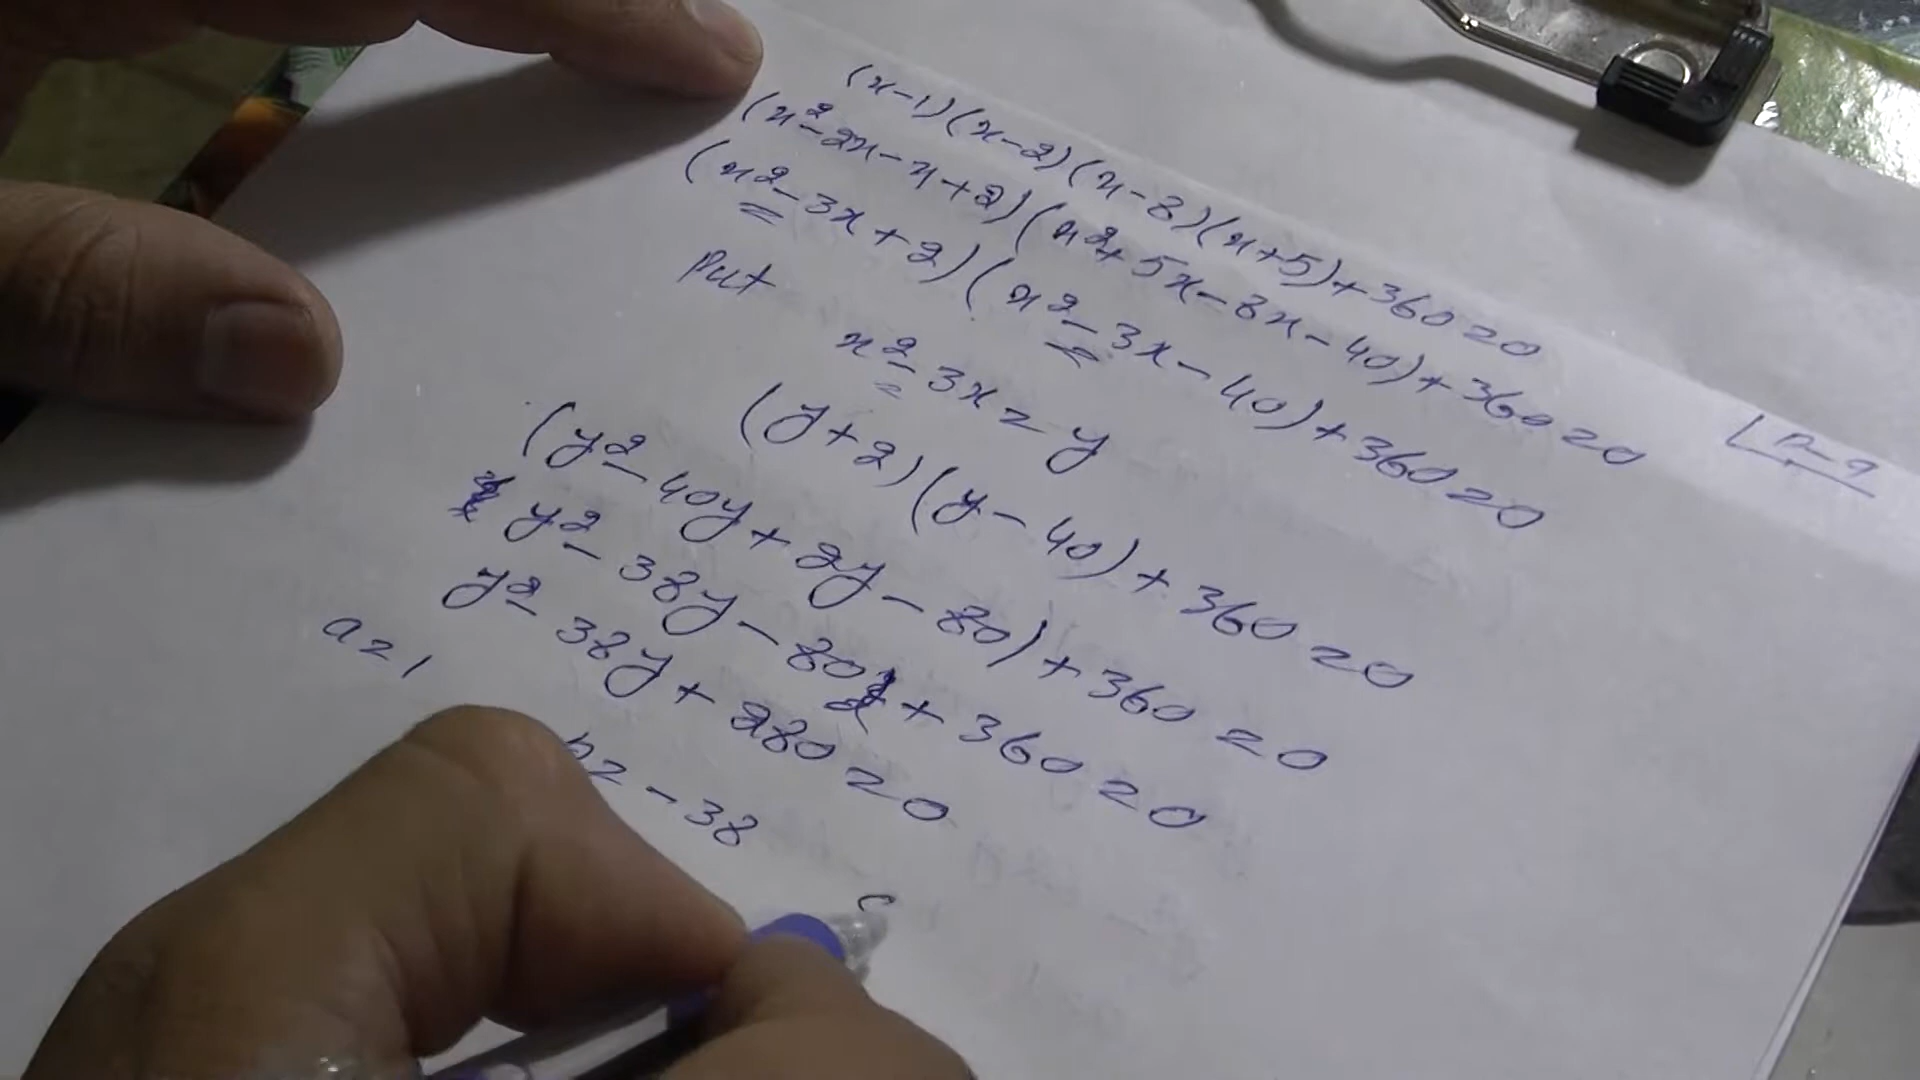 (x-1)(x-2)(x-8)(x+5)+360=0
(x²-2x-x+2)(x²+5x-8x-40)+360=0
(x²-3x+2)(x²-3x-40)+360=0
Put x²-3x=y
(y+2)(y-40)+360=0
(y²-40y+2y-80)+360=0
y²-38y-80+360=0
y²-38y+280=0
a=1 b=-38 c